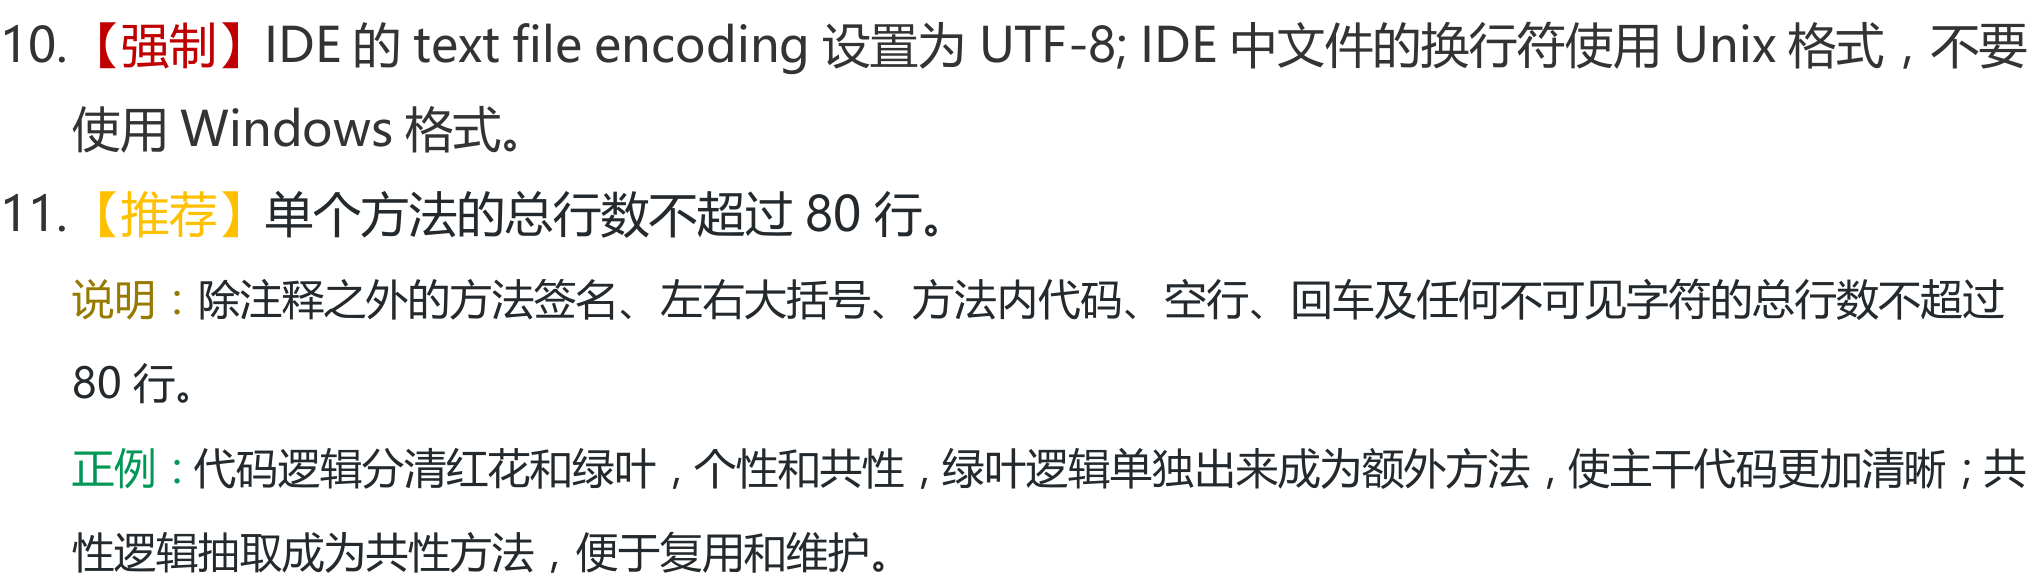 10.【强制】IDE 的 text file encoding 设置为 UTF-8; IDE 中文件的换行符使用 Unix 格式，不要
使用 Windows 格式。
11.【推荐】单个方法的总行数不超过 80 行。
说明：除注释之外的方法签名、左右大括号、方法内代码、空行、回车及任何不可见字符的总行数不超过
80 行。
正例：代码逻辑分清红花和绿叶，个性和共性，绿叶逻辑单独出来成为额外方法，使主干代码更加清晰；共
性逻辑抽取成为共性方法，便于复用和维护。